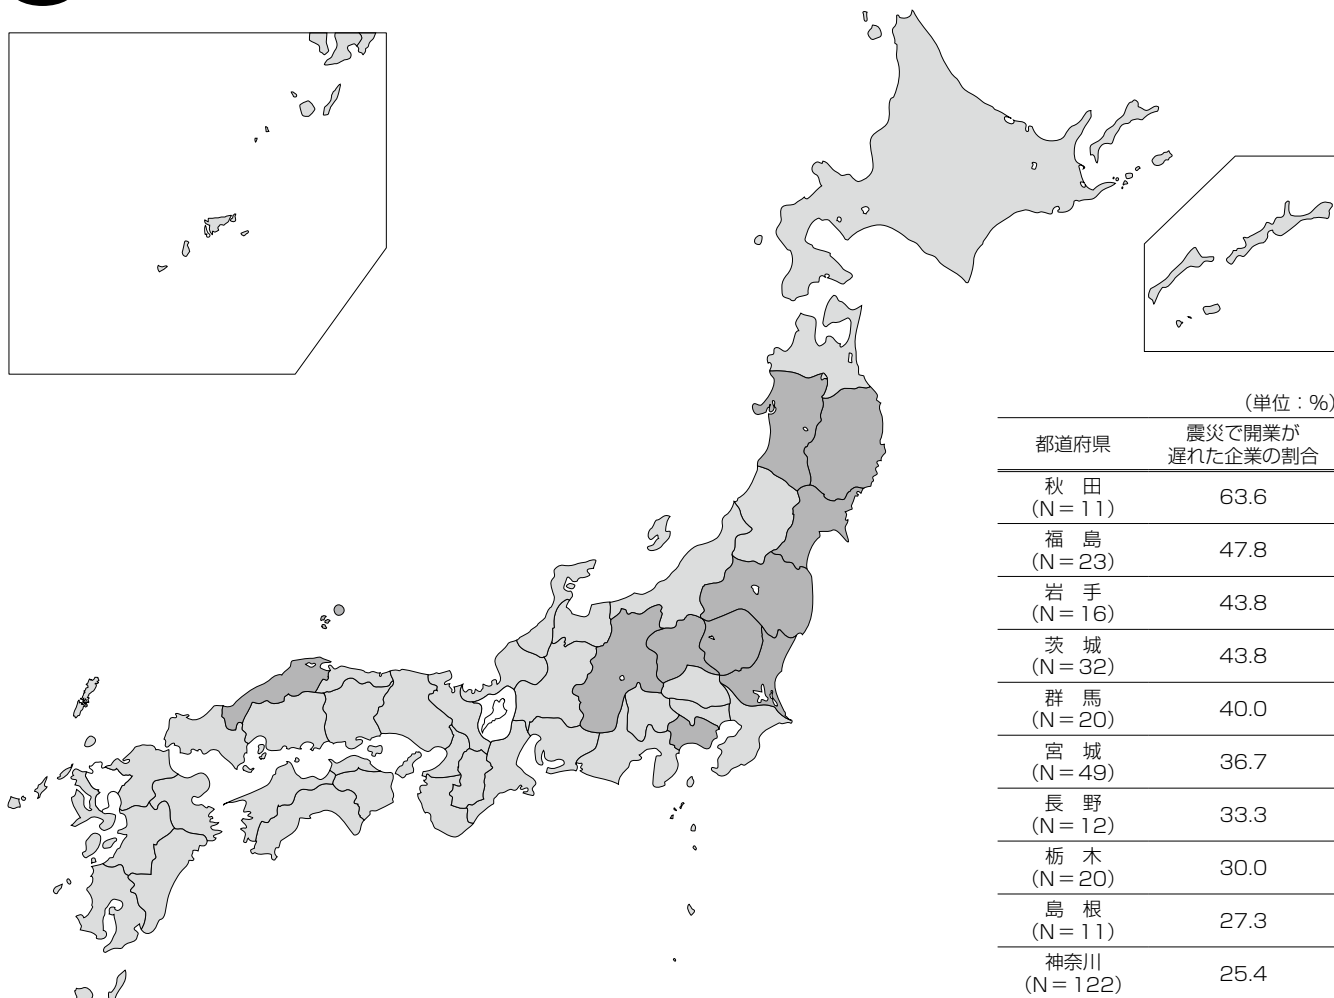 (単位:%)
都道府県
震災で開業が
遅れた企業の割合
秋 田
(N=11)
63.6
福 島
(N=23)
47.8
岩 手
(N=16)
43.8
茨 城
(N=32)
43.8
群 馬
(N=20)
40.0
宮 城
(N=49)
36.7
長 野
(N=12)
33.3
栃 木
(N=20)
30.0
島 根
(N=11)
27.3
神奈川
(N=122)
25.4